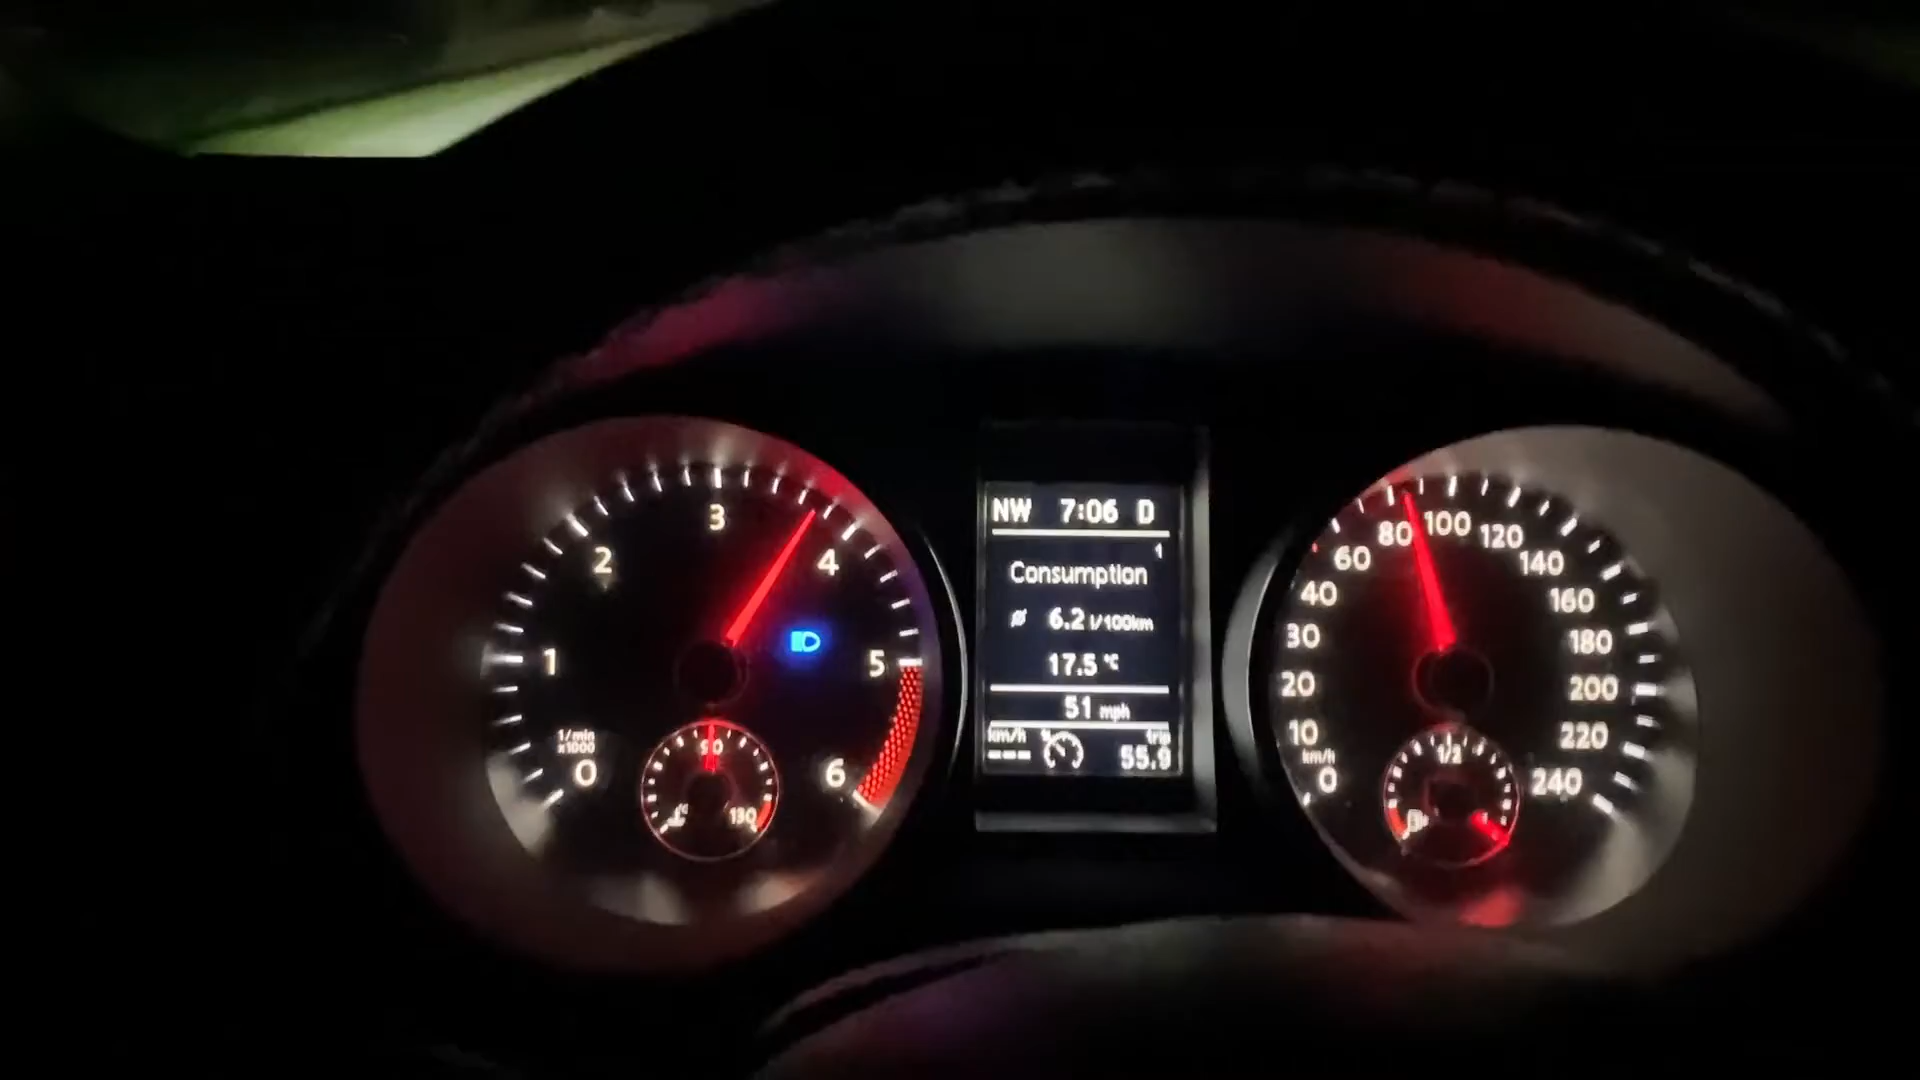 3
2
4
1
5
1/min
x1000
0
6
90
130
NW 7:06 D
1
Consumption
Ø 6.2 l/100km
17.5 °C
51 mph
km/h
trip
--- 55.9
80 100 120
60 140
40 160
30 180
20 200
10 220
km/h
1/2
0 240
1